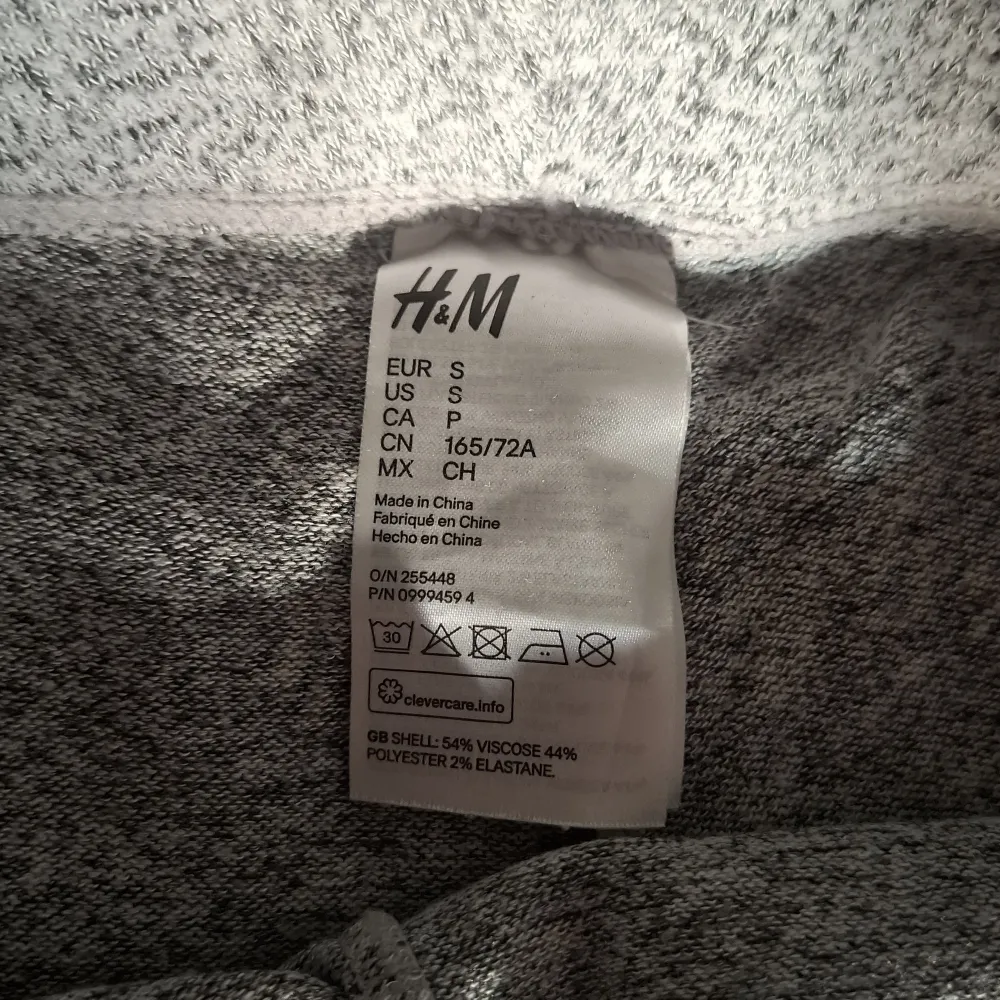 H&M
EUR S
US S
CA P
CN 165/72A
MX CH
Made in China
Fabriqué en Chine
Hecho en China
O/N 255448
P/N 0999459 4
30
clevercare.info
GB SHELL: 54% VISCOSE 44%
POLYESTER 2% ELASTANE.